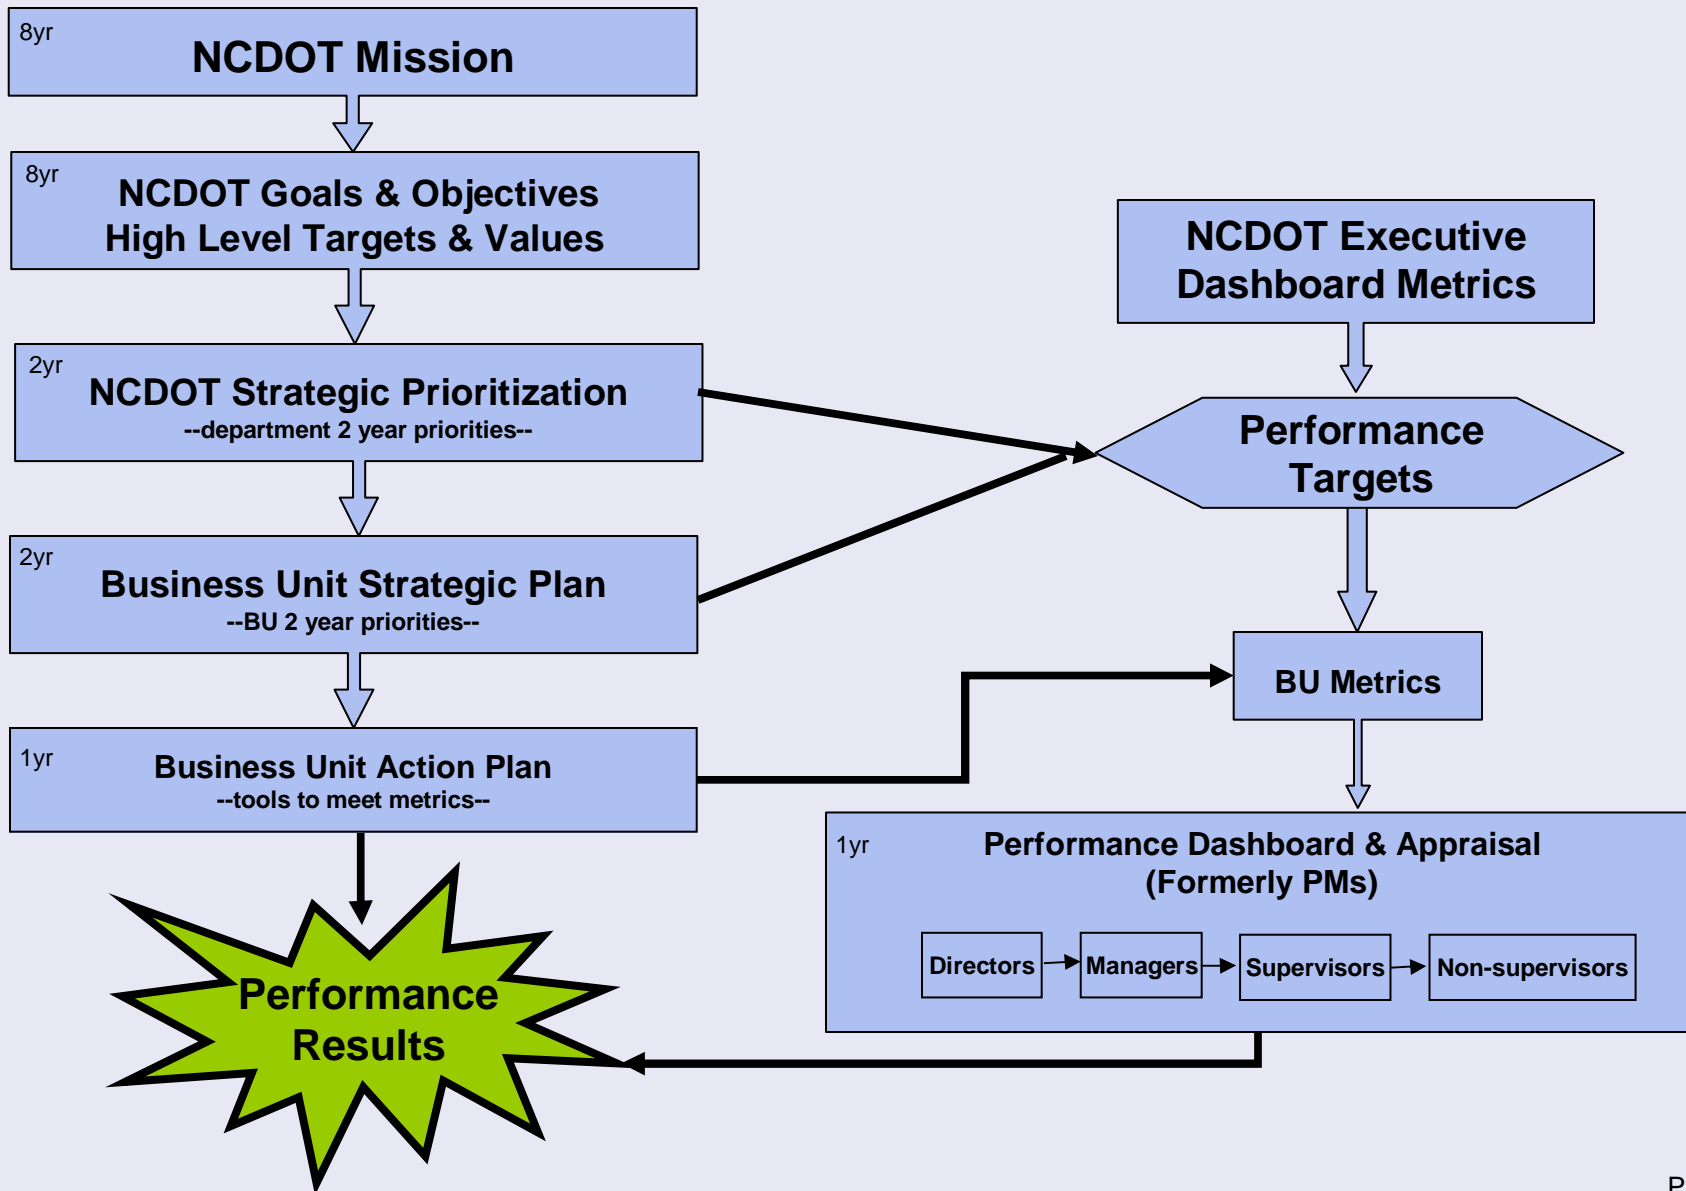 8yr
NCDOT Mission
8yr
NCDOT Goals & Objectives
High Level Targets & Values
NCDOT Executive
Dashboard Metrics
2yr
NCDOT Strategic Prioritization
--department 2 year priorities--
Performance
Targets
2yr
Business Unit Strategic Plan
--BU 2 year priorities--
BU Metrics
1yr
Business Unit Action Plan
--tools to meet metrics--
1yr
Performance Dashboard & Appraisal
(Formerly PMs)
Directors
Managers
Supervisors
Non-supervisors
Performance
Results
P